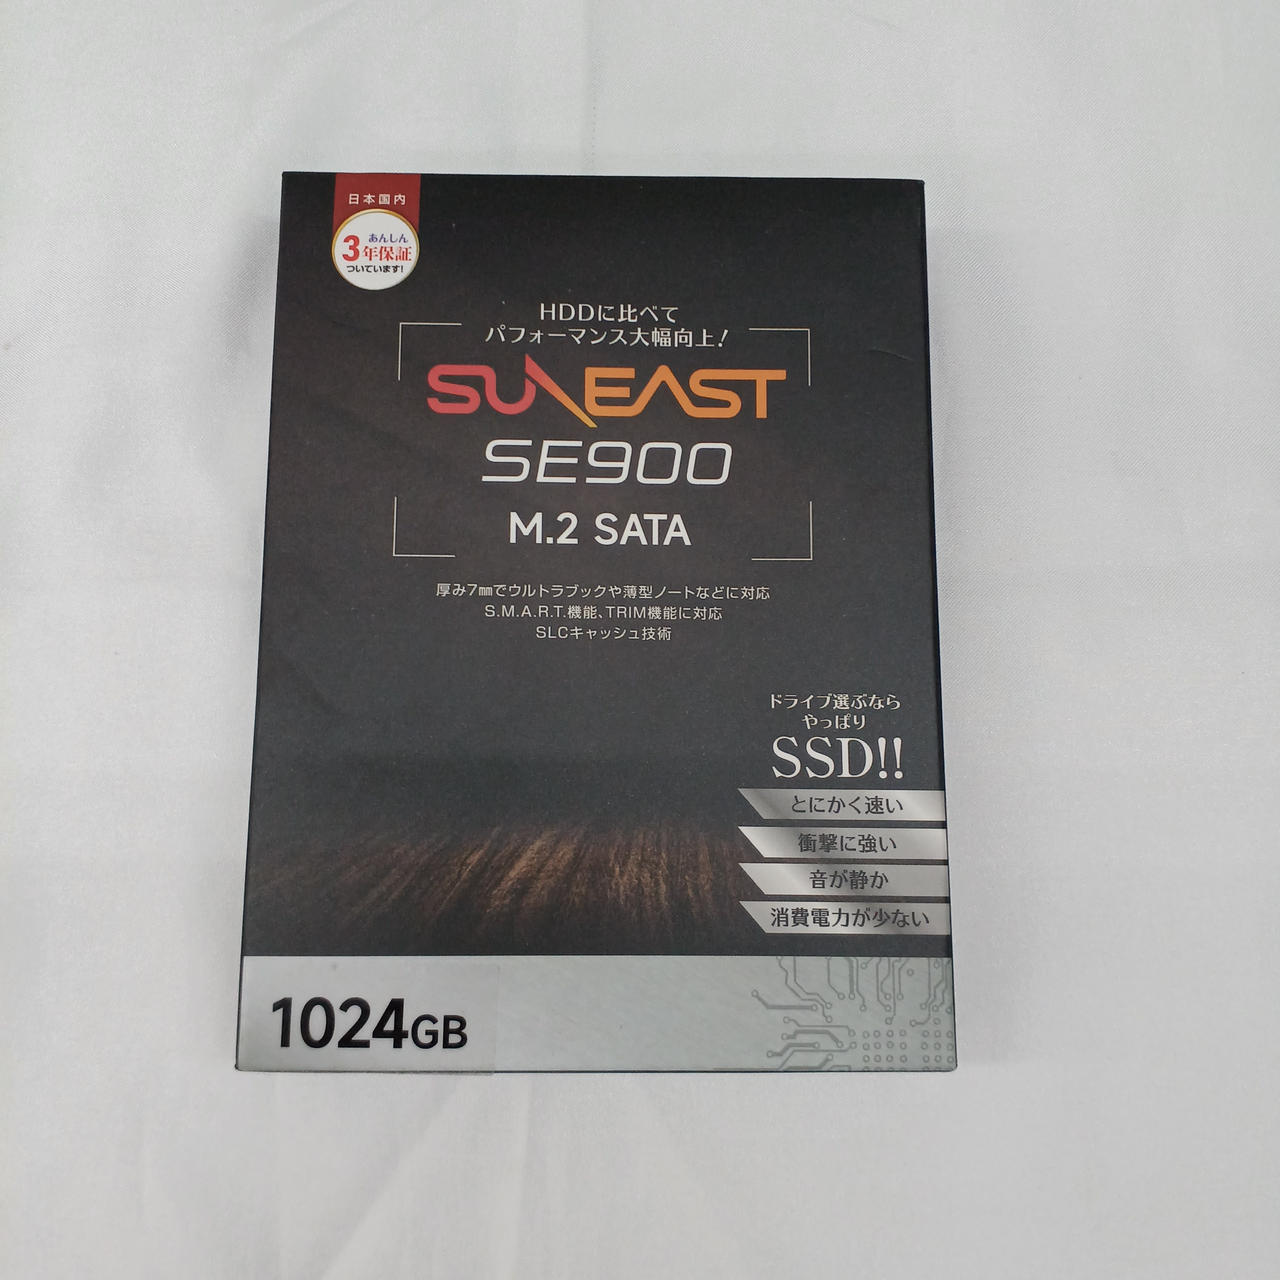 日本国内
あんしん
3年保証
ついています!
HDDに比べて
パフォーマンス大幅向上!
SUNEAST
SE900
M.2 SATA
厚み7㎜でウルトラブックや薄型ノートなどに対応
S.M.A.R.T.機能、TRIM機能に対応
SLCキャッシュ技術
ドライブ選ぶなら
やっぱり
SSD!!
とにかく速い
衝撃に強い
音が静か
消費電力が少ない
1024GB